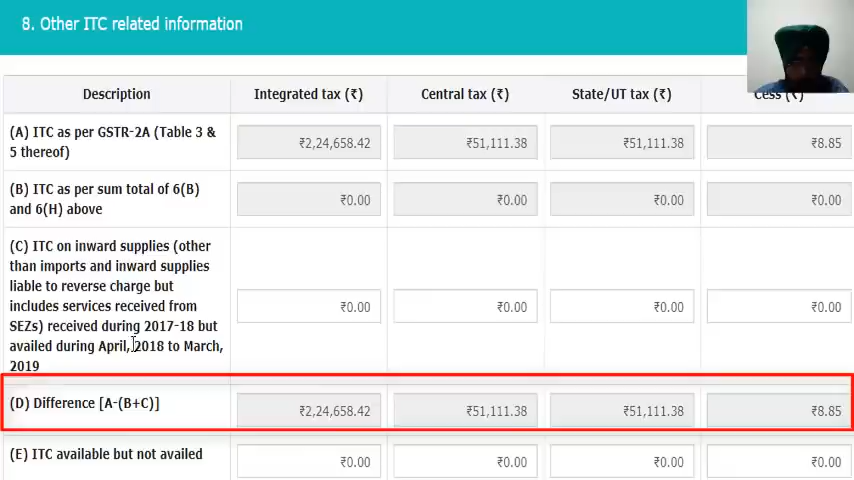 8. Other ITC related information
Description Integrated tax (₹) Central tax (₹) State/UT tax (₹) Cess (₹)
(A) ITC as per GSTR-2A (Table 3 &
5 thereof)
₹2,24,658.42 ₹51,111.38 ₹51,111.38 ₹8.85
(B) ITC as per sum total of 6(B)
and 6(H) above
₹0.00 ₹0.00 ₹0.00 ₹0.00
(C) ITC on inward supplies (other
than imports and inward supplies
liable to reverse charge but
includes services received from
SEZs) received during 2017-18 but
availed during April, 2018 to March,
2019
₹0.00 ₹0.00 ₹0.00 ₹0.00
(D) Difference [A-(B+C)] ₹2,24,658.42 ₹51,111.38 ₹51,111.38 ₹8.85
(E) ITC available but not availed ₹0.00 ₹0.00 ₹0.00 ₹0.00